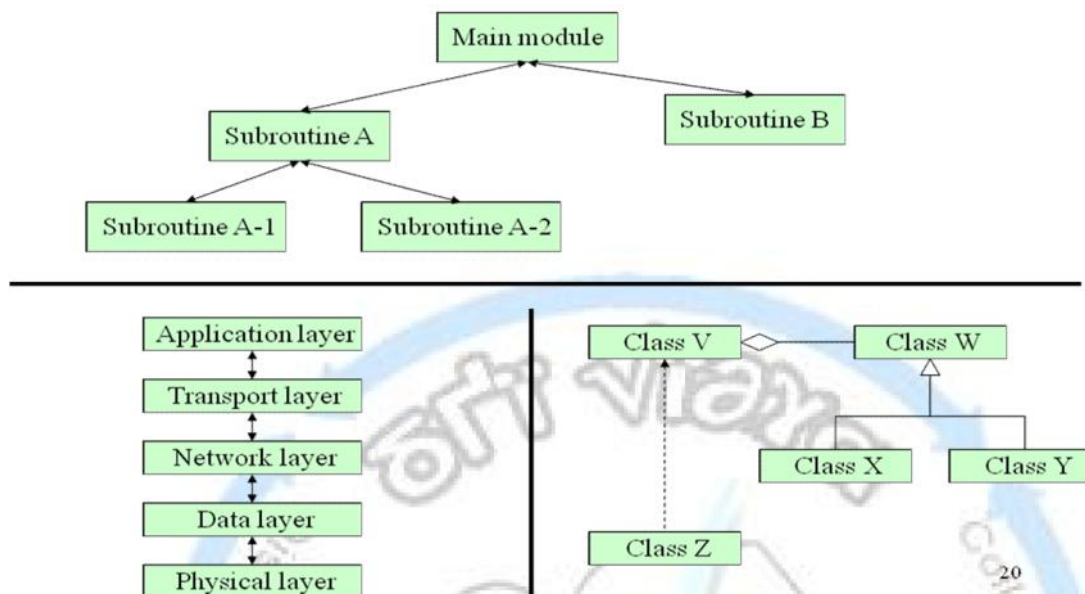 Main module
Subroutine A
Subroutine B
Subroutine A-1
Subroutine A-2
Application layer
Transport layer
Network layer
Data layer
Physical layer
Class V
Class W
Class X
Class Y
Class Z
20